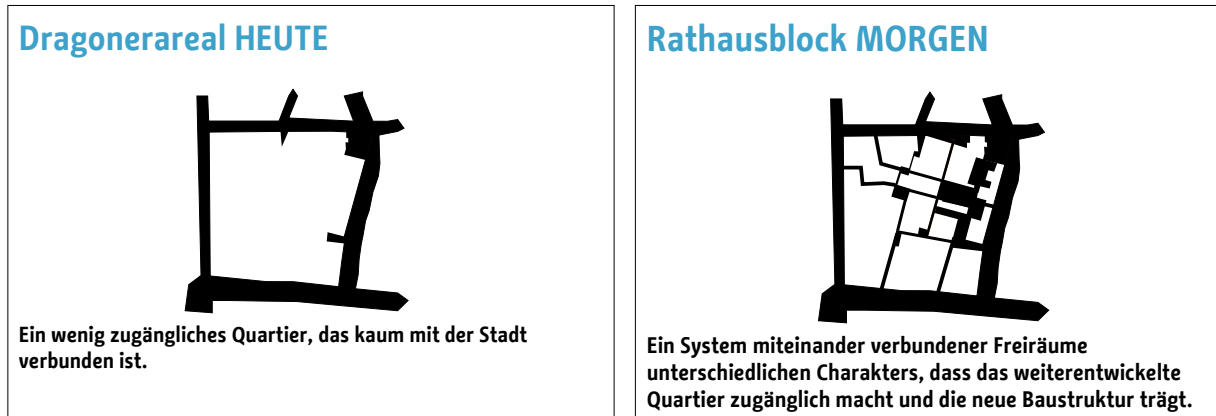 Dragonerareal HEUTE
Ein wenig zugängliches Quartier, das kaum mit der Stadt
verbunden ist.
Rathausblock MORGEN
Ein System miteinander verbundener Freiräume
unterschiedlichen Charakters, dass das weiterentwickelte
Quartier zugänglich macht und die neue Baustruktur trägt.